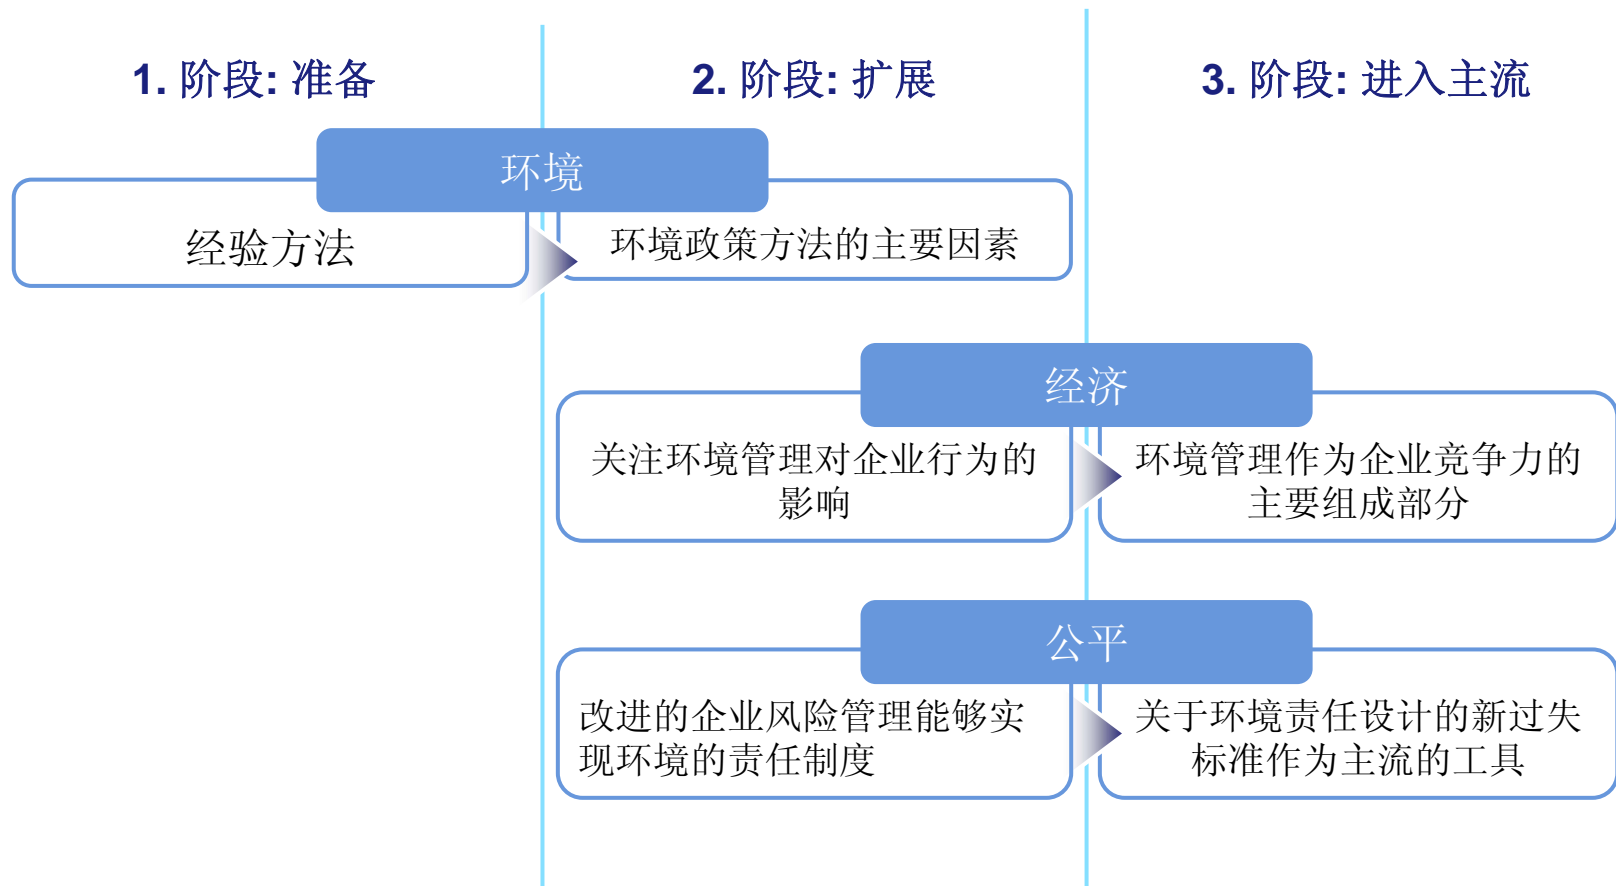 1. 阶段: 准备
2. 阶段: 扩展
3. 阶段: 进入主流
环境
经验方法
环境政策方法的主要因素
经济
关注环境管理对企业行为的
影响
环境管理作为企业竞争力的
主要组成部分
公平
改进的企业风险管理能够实
现环境的责任制度
关于环境责任设计的新过失
标准作为主流的工具